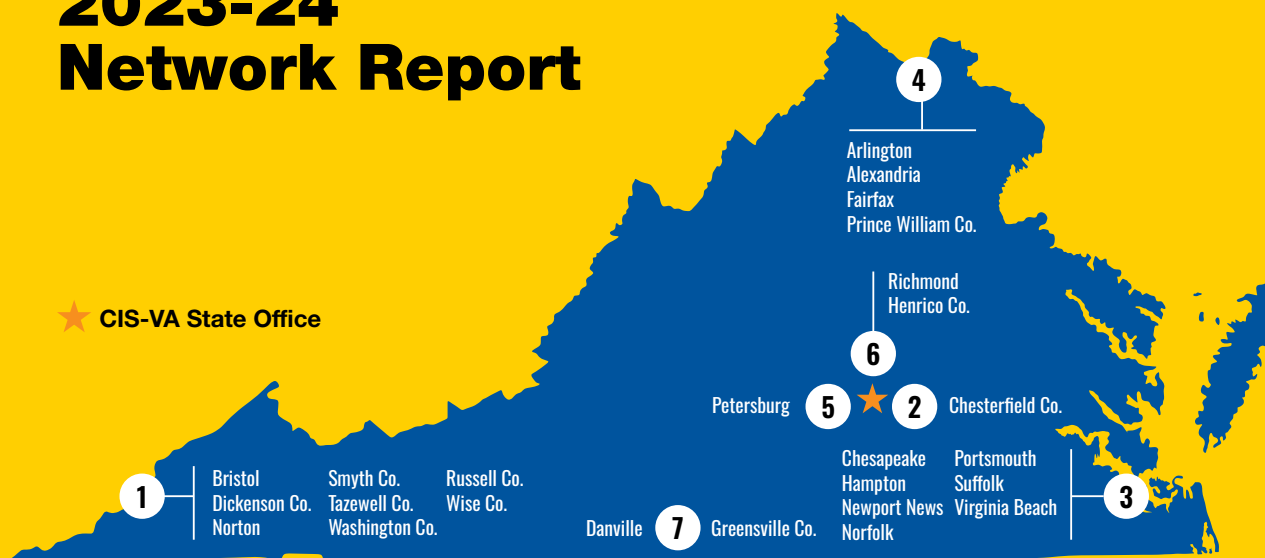 2023-24
Network Report
4
Arlington
Alexandria
Fairfax
Prince William Co.
Richmond
Henrico Co.
CIS-VA State Office
6
Petersburg 5 2 Chesterfield Co.
1
Bristol
Dickenson Co.
Norton
Smyth Co.
Tazewell Co.
Washington Co.
Russell Co.
Wise Co.
Danville 7 Greensville Co.
Chesapeake
Hampton
Newport News
Norfolk
Portsmouth
Suffolk
Virginia Beach
3